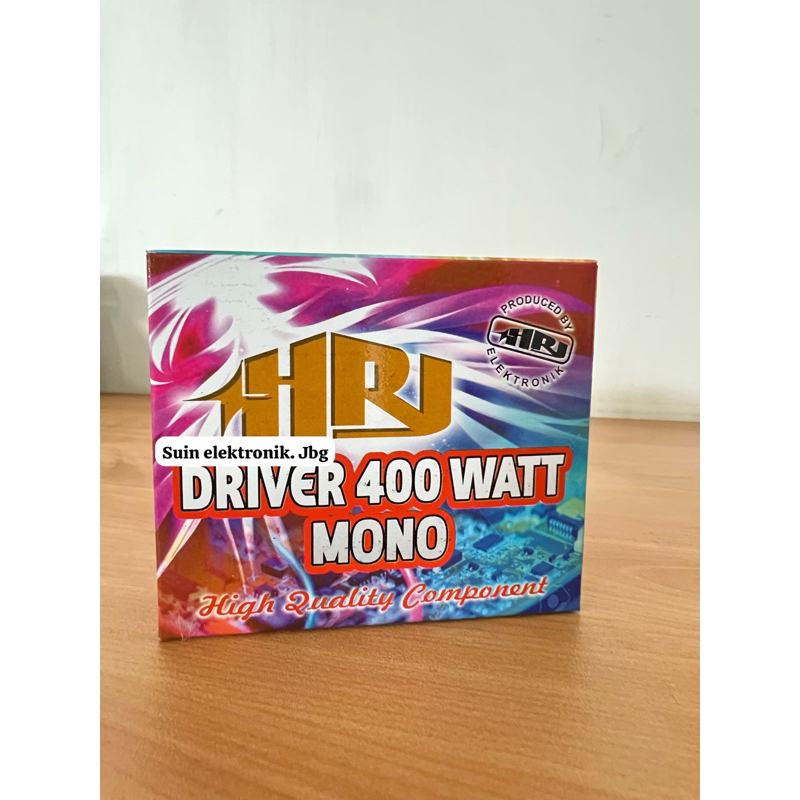 PRODUCED BY
HRJ
ELEKTRONIK
HRJ
Suin elektronik. Jbg
DRIVER 400 WATT
MONO
High Quality Component